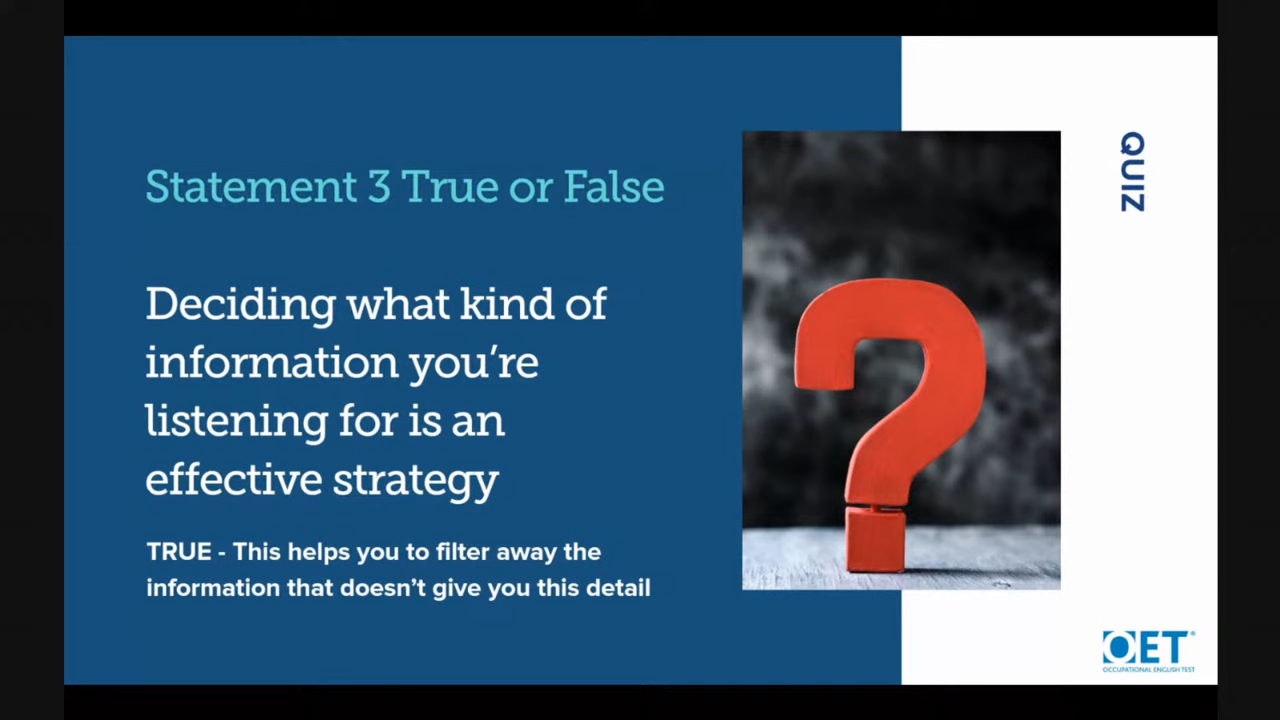 Statement 3 True or False
Deciding what kind of
information you’re
listening for is an
effective strategy
TRUE - This helps you to filter away the
information that doesn’t give you this detail
QUIZ
OET®
OCCUPATIONAL ENGLISH TEST